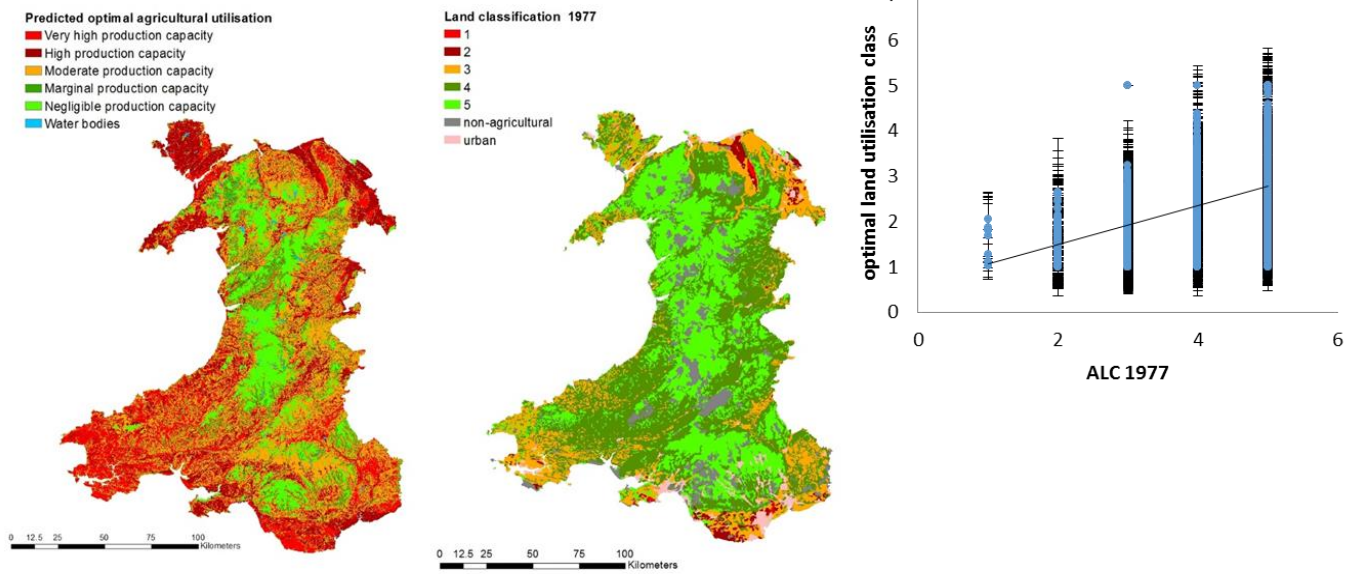 Predicted optimal agricultural utilisation
Very high production capacity
High production capacity
Moderate production capacity
Marginal production capacity
Negligible production capacity
Water bodies
0 12.5 25 50 75 100
Kilometers
Land classification 1977
1
2
3
4
5
non-agricultural
urban
0 12.5 25 50 75 100
Kilometers
optimal land utilisation class
6
5
4
3
2
1
0
0 2 4 6
ALC 1977